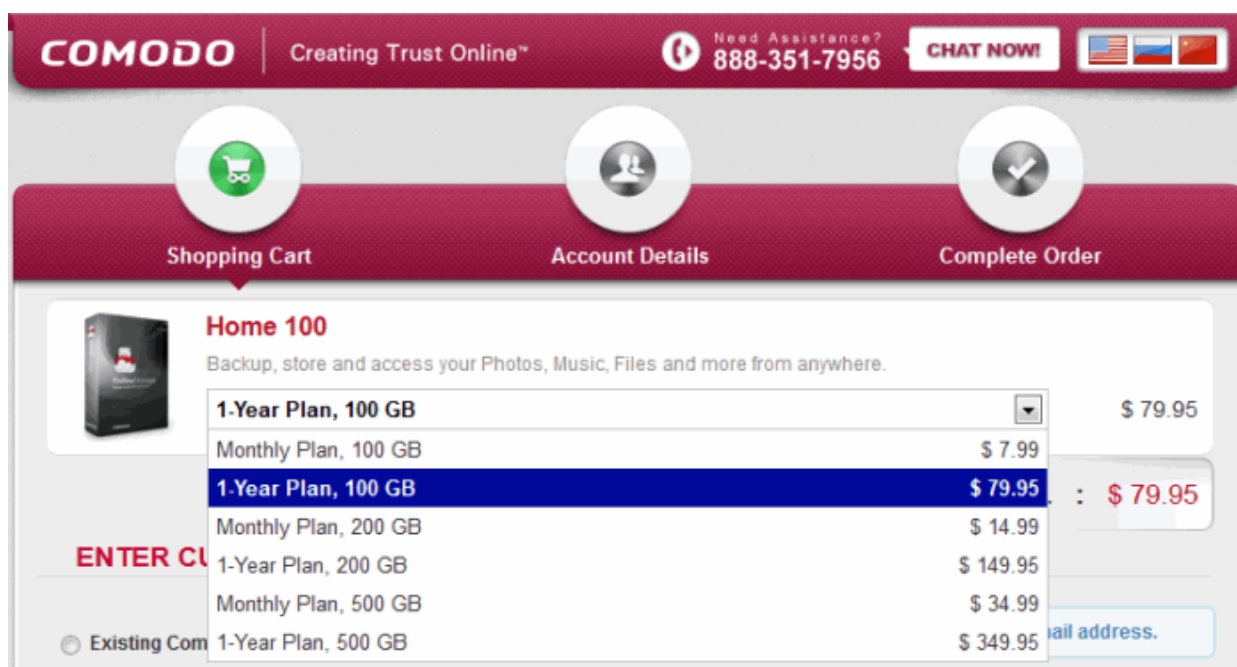 COMODO
Creating Trust Online™
Need Assistance?
888-351-7956
CHAT NOW!
Shopping Cart
Account Details
Complete Order
Home 100
Backup, store and access your Photos, Music, Files and more from anywhere.
1-Year Plan, 100 GB $ 79.95
Monthly Plan, 100 GB $ 7.99
1-Year Plan, 100 GB $ 79.95
: $ 79.95
Monthly Plan, 200 GB $ 14.99
ENTER CU
1-Year Plan, 200 GB $ 149.95
Monthly Plan, 500 GB $ 34.99
Existing Com
1-Year Plan, 500 GB $ 349.95
ail address.